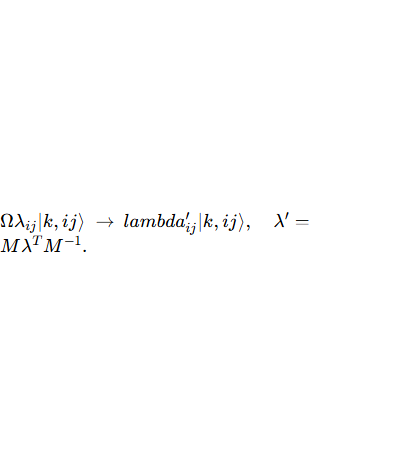 Ωλ_{ij}|k, ij⟩ → lambda′_{ij}|k, ij⟩, λ′ =
Mλ^T M^{−1}.